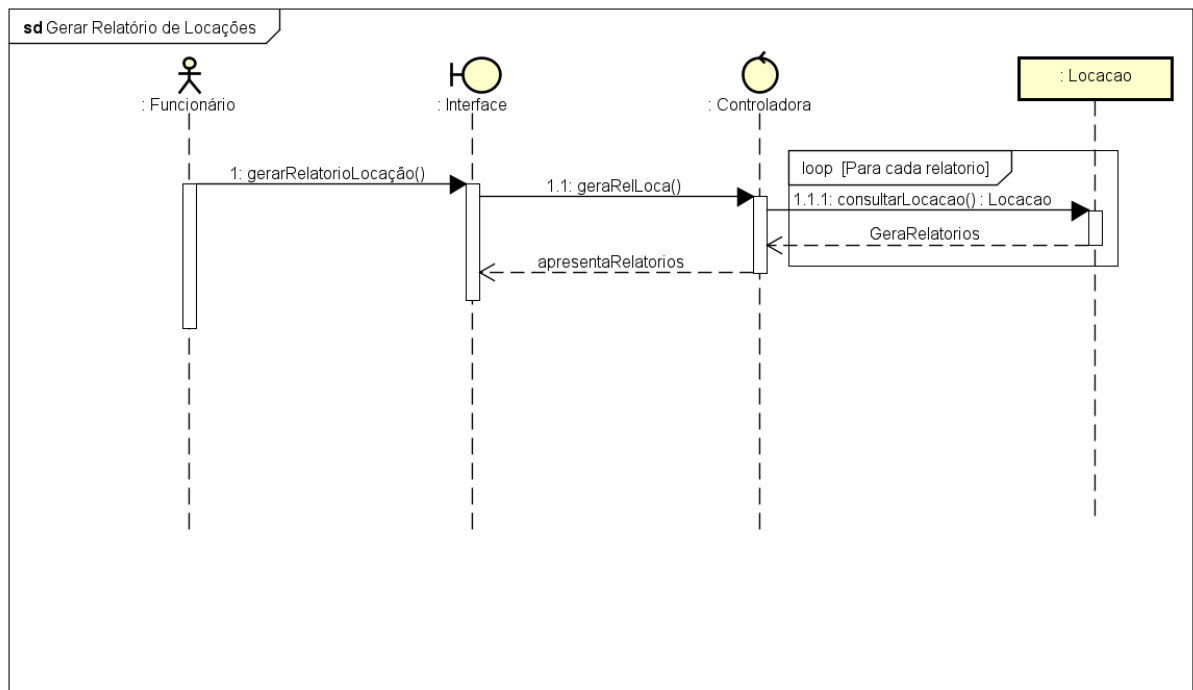 sd Gerar Relatório de Locações
: Funcionário
: Interface
: Controladora
: Locacao
loop [Para cada relatorio]
1: gerarRelatorioLocação()
1.1: geraRelLoca()
1.1.1: consultarLocacao() : Locacao
GeraRelatorios
apresentaRelatorios